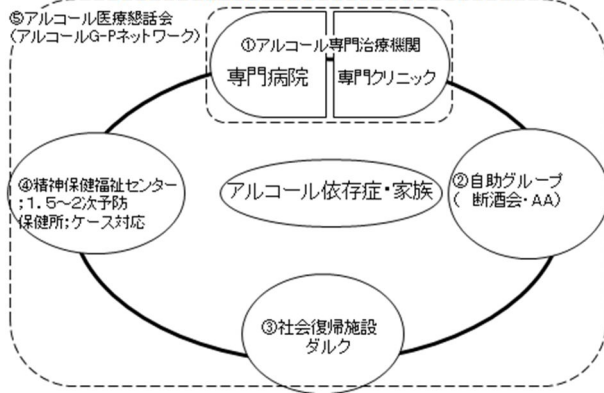 ⑤アルコール医療懇話会
(アルコールG-Pネットワーク)
①アルコール専門治療機関
専門病院
専門クリニック
④精神保健福祉センター
;1.5~2次予防
保健所;ケース対応
アルコール依存症・家族
②自助グループ
( 断酒会・AA)
③社会復帰施設
ダルク